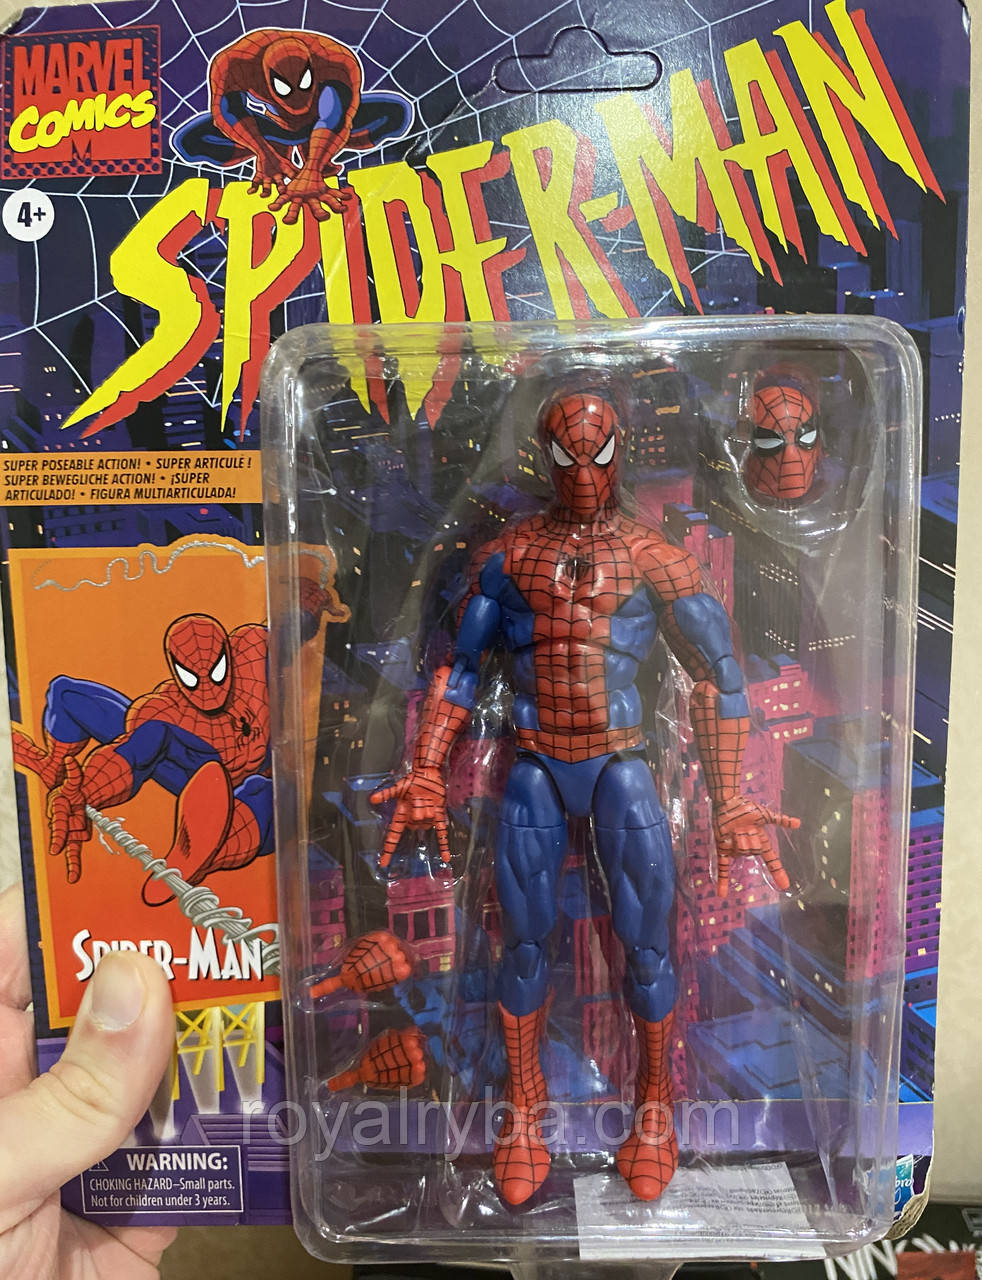 MARVEL
COMICS
M
SPIDER-MAN
4+
SUPER POSEABLE ACTION! • SUPER ARTICULÉ !
SUPER BEWEGLICHE ACTION! • ¡SÚPER
ARTICULADO! • FIGURA MULTIARTICULADA!
SPIDER-MAN
royalryba.com
WARNING:
CHOKING HAZARD–Small parts.
Not for children under 3 years.